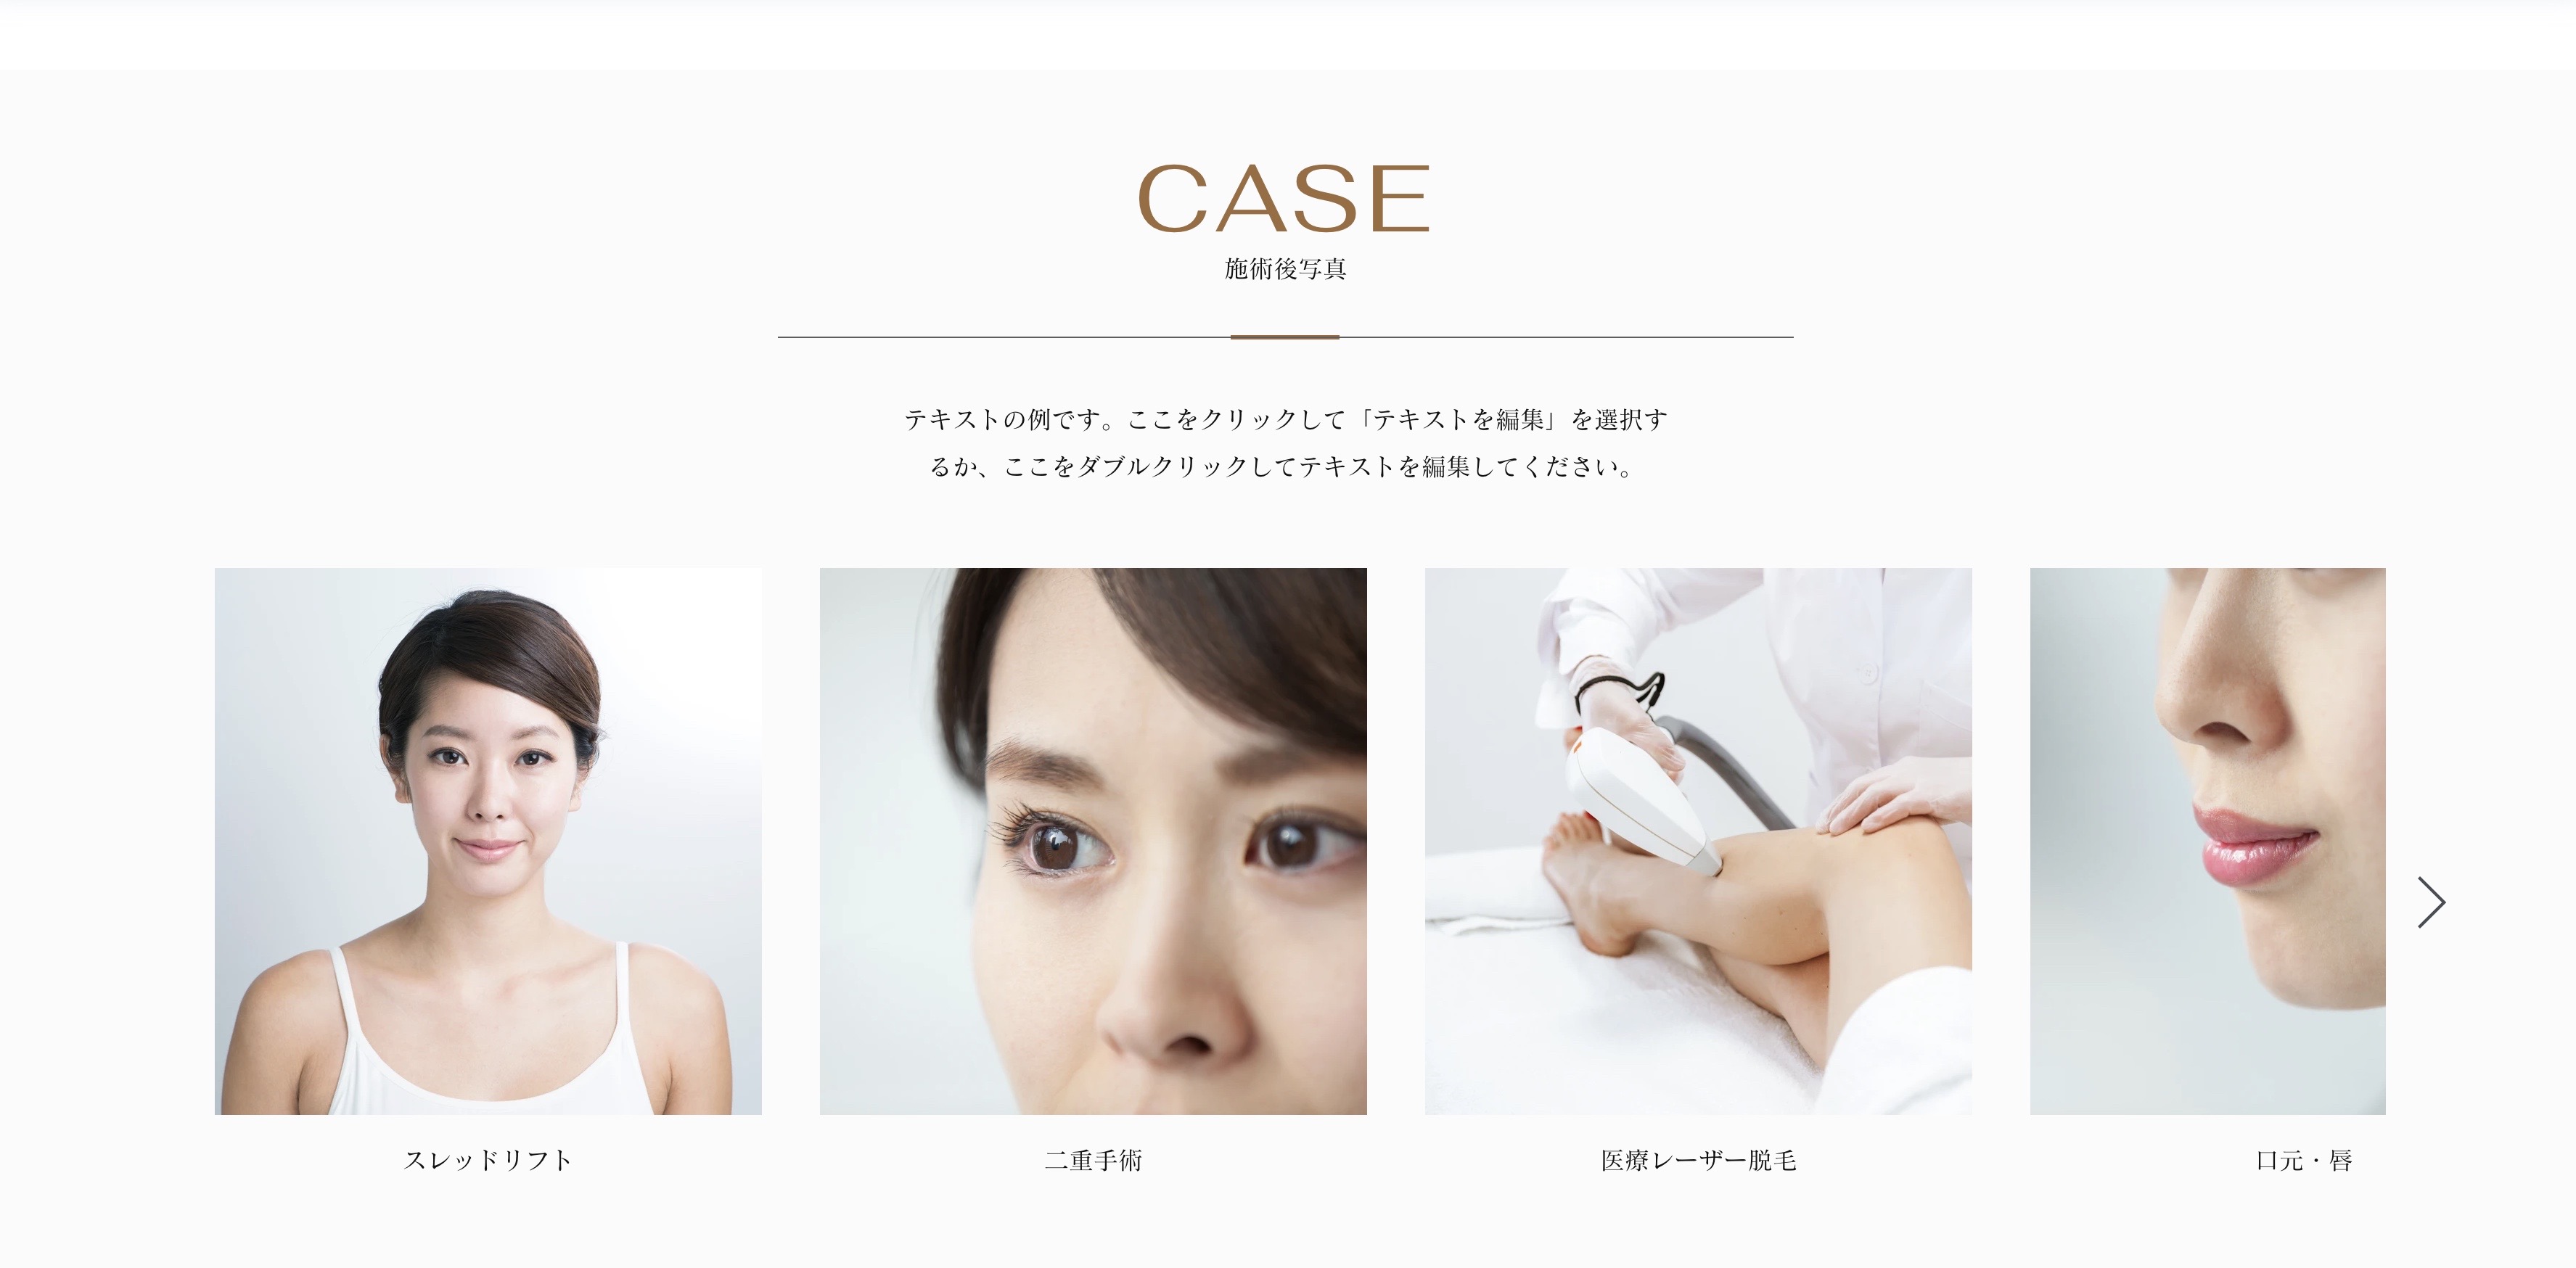 CASE
施術後写真
テキストの例です。ここをクリックして「テキストを編集」を選択す
るか、ここをダブルクリックしてテキストを編集してください。
スレッドリフト
二重手術
医療レーザー脱毛
口元・唇